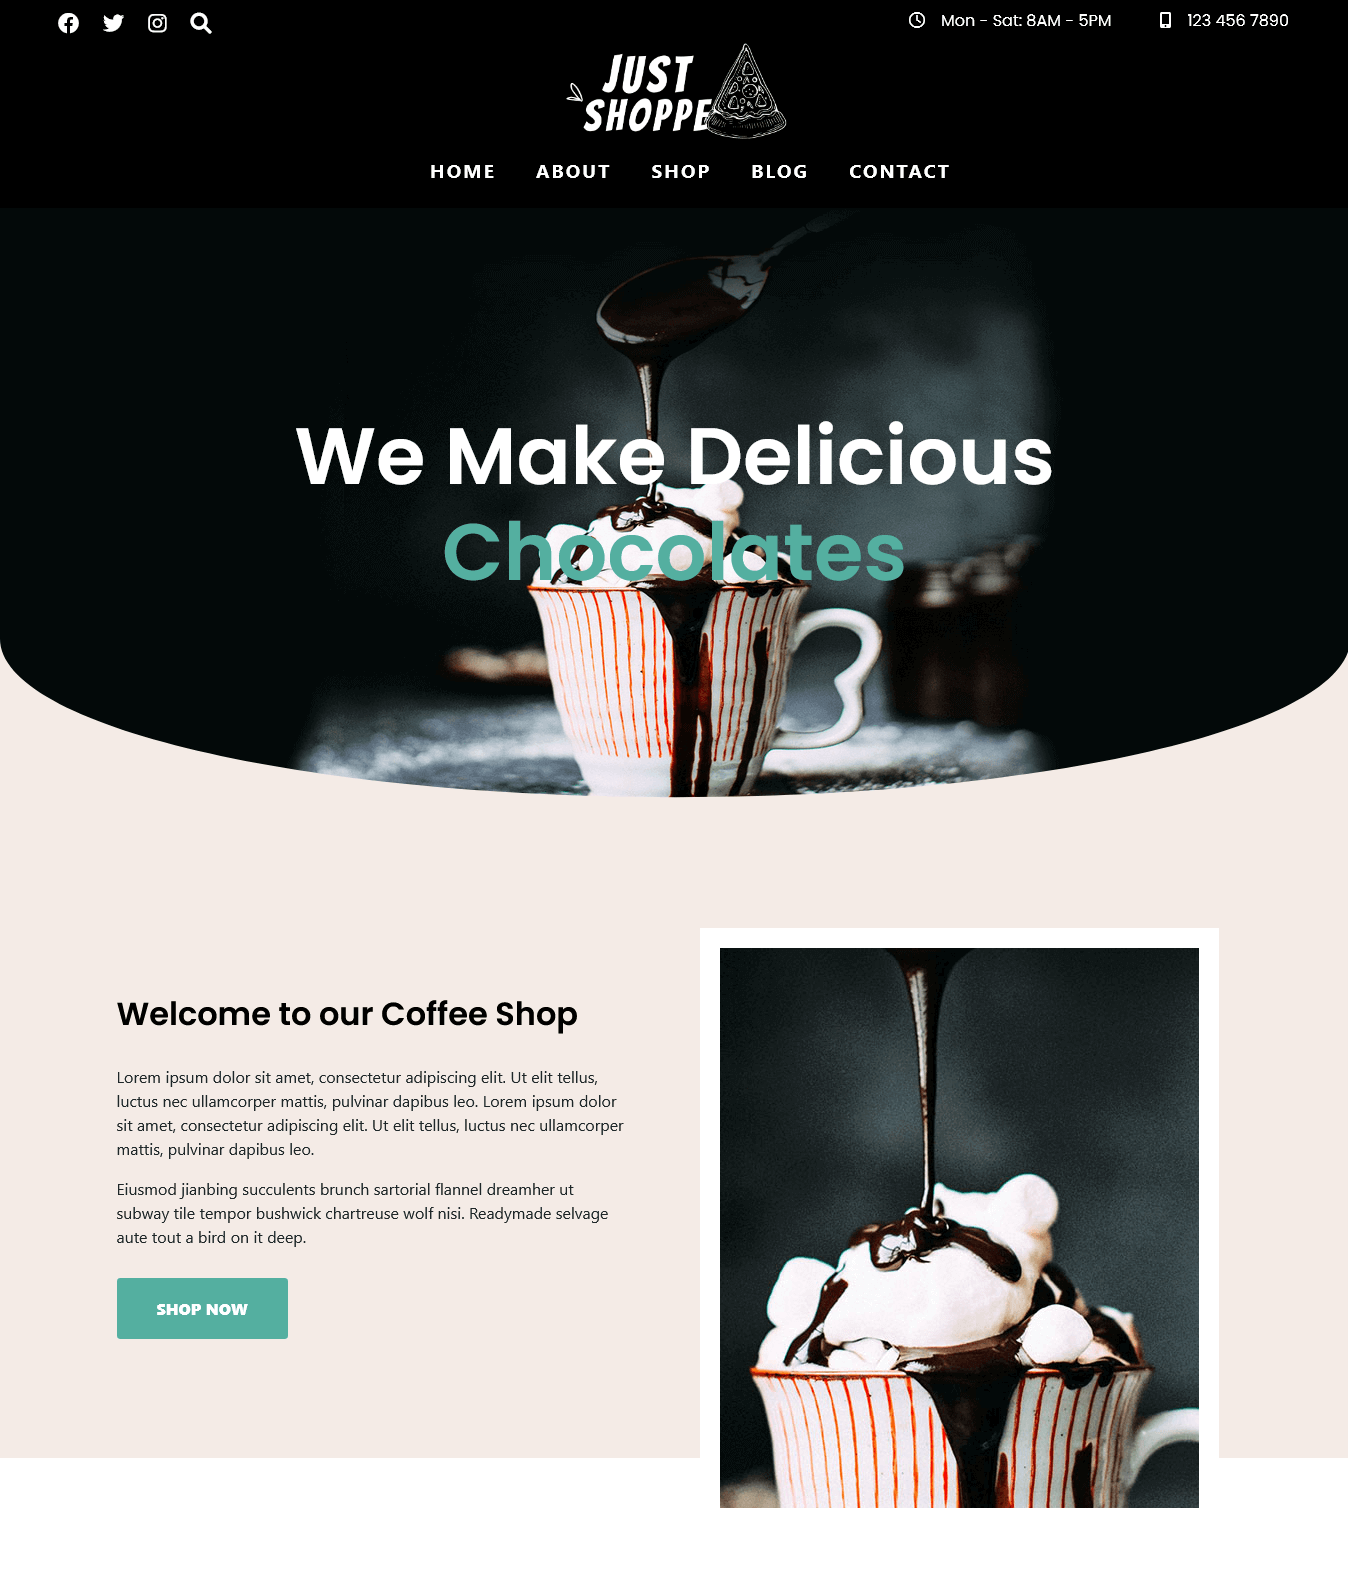 Mon - Sat: 8AM - 5PM
123 456 7890
JUST
SHOPPE
HOME
ABOUT
SHOP
BLOG
CONTACT
We Make Delicious
Chocolates
Welcome to our Coffee Shop
Lorem ipsum dolor sit amet, consectetur adipiscing elit. Ut elit tellus,
luctus nec ullamcorper mattis, pulvinar dapibus leo. Lorem ipsum dolor
sit amet, consectetur adipiscing elit. Ut elit tellus, luctus nec ullamcorper
mattis, pulvinar dapibus leo.
Eiusmod jianbing succulents brunch sartorial flannel dreamher ut
subway tile tempor bushwick chartreuse wolf nisi. Readymade selvage
aute tout a bird on it deep.
SHOP NOW